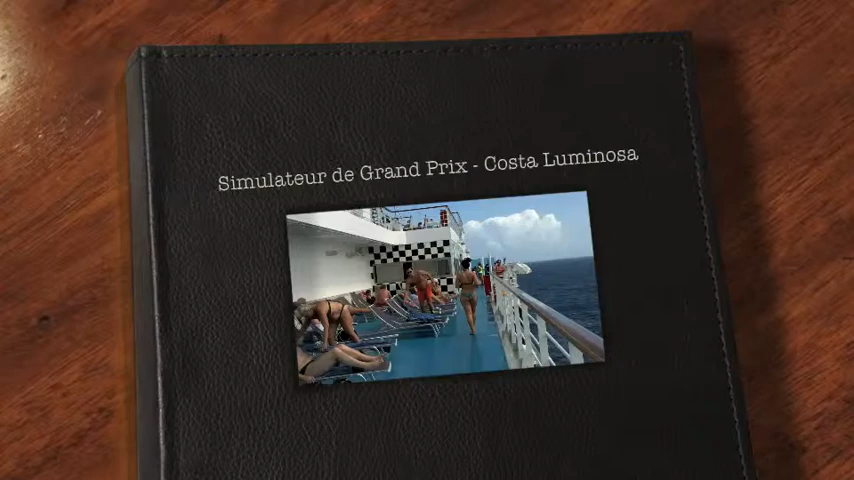 Simulateur de Grand Prix - Costa Luminosa